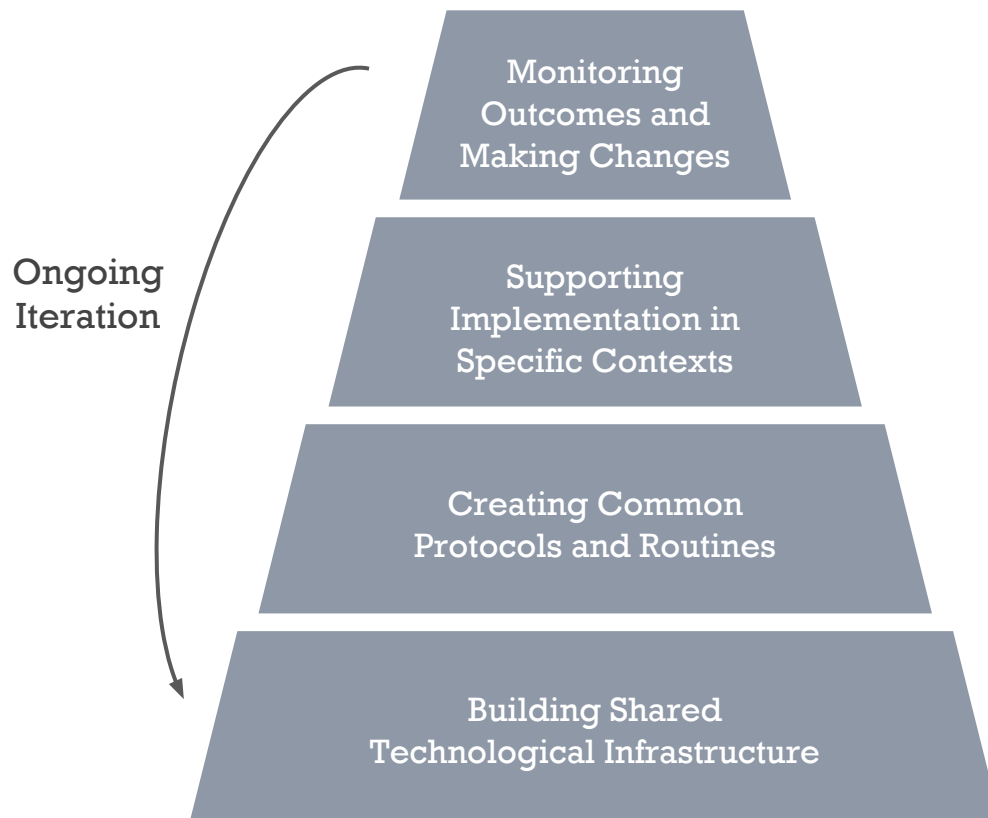 Monitoring
Outcomes and
Making Changes
Ongoing
Iteration
Supporting
Implementation in
Specific Contexts
Creating Common
Protocols and Routines
Building Shared
Technological Infrastructure